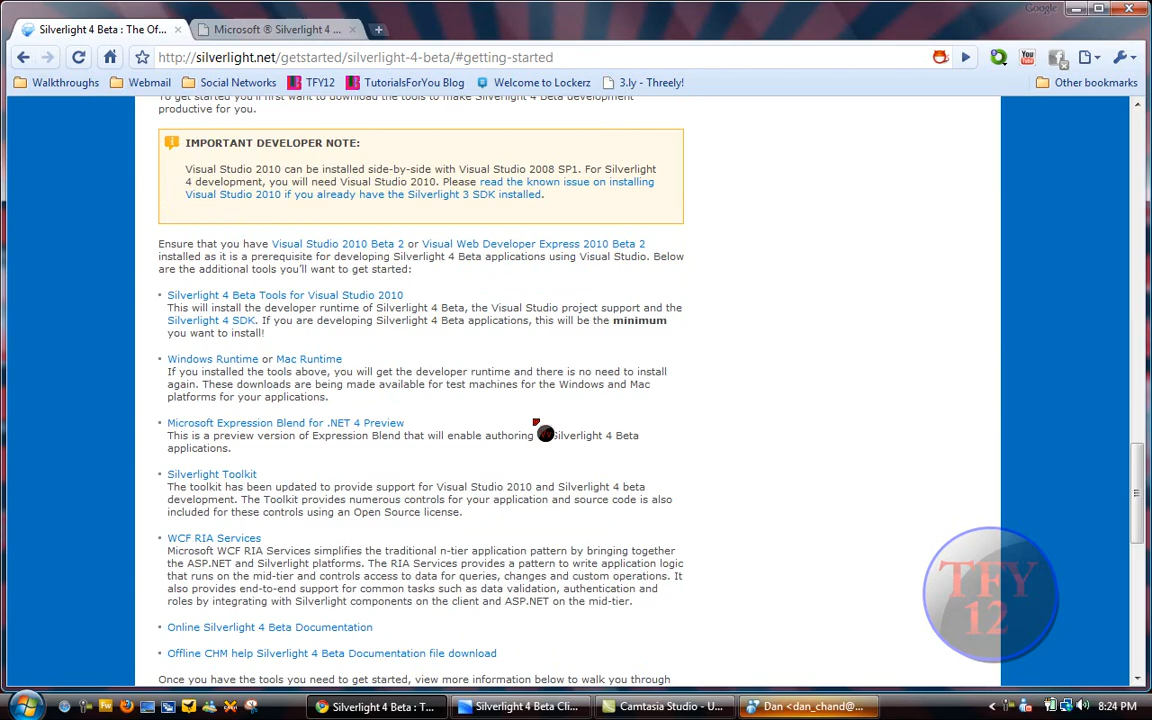 Google
Silverlight 4 Beta : The Of...
Microsoft ® Silverlight 4 ...
http://silverlight.net/getstarted/silverlight-4-beta/#getting-started
Walkthroughs
Webmail
Social Networks
TFY12
TutorialsForYou Blog
Welcome to Lockerz
3.ly - Threely!
Other bookmarks
To get started you'll first want to download the tools to make Silverlight 4 Beta development
productive for you.
IMPORTANT DEVELOPER NOTE:
Visual Studio 2010 can be installed side-by-side with Visual Studio 2008 SP1. For Silverlight
4 development, you will need Visual Studio 2010. Please read the known issue on installing
Visual Studio 2010 if you already have the Silverlight 3 SDK installed.
Ensure that you have Visual Studio 2010 Beta 2 or Visual Web Developer Express 2010 Beta 2
installed as it is a prerequisite for developing Silverlight 4 Beta applications using Visual Studio. Below
are the additional tools you'll want to get started:
Silverlight 4 Beta Tools for Visual Studio 2010
This will install the developer runtime of Silverlight 4 Beta, the Visual Studio project support and the
Silverlight 4 SDK. If you are developing Silverlight 4 Beta applications, this will be the minimum
you want to install!
Windows Runtime or Mac Runtime
If you installed the tools above, you will get the developer runtime and there is no need to install
again. These downloads are being made available for test machines for the Windows and Mac
platforms for your applications.
Microsoft Expression Blend for .NET 4 Preview
This is a preview version of Expression Blend that will enable authoring Silverlight 4 Beta
applications.
Silverlight Toolkit
The toolkit has been updated to provide support for Visual Studio 2010 and Silverlight 4 beta
development. The Toolkit provides numerous controls for your application and source code is also
included for these controls using an Open Source license.
WCF RIA Services
Microsoft WCF RIA Services simplifies the traditional n-tier application pattern by bringing together
the ASP.NET and Silverlight platforms. The RIA Services provides a pattern to write application logic
that runs on the mid-tier and controls access to data for queries, changes and custom operations. It
also provides end-to-end support for common tasks such as data validation, authentication and
roles by integrating with Silverlight components on the client and ASP.NET on the mid-tier.
Online Silverlight 4 Beta Documentation
Offline CHM help Silverlight 4 Beta Documentation file download
Once you have the tools you need to get started, view more information below to walk you through
TFY
12
Fw
Silverlight 4 Beta : T...
Silverlight 4 Beta Cli...
Camtasia Studio - U...
Dan <dan_chand@...
8:24 PM